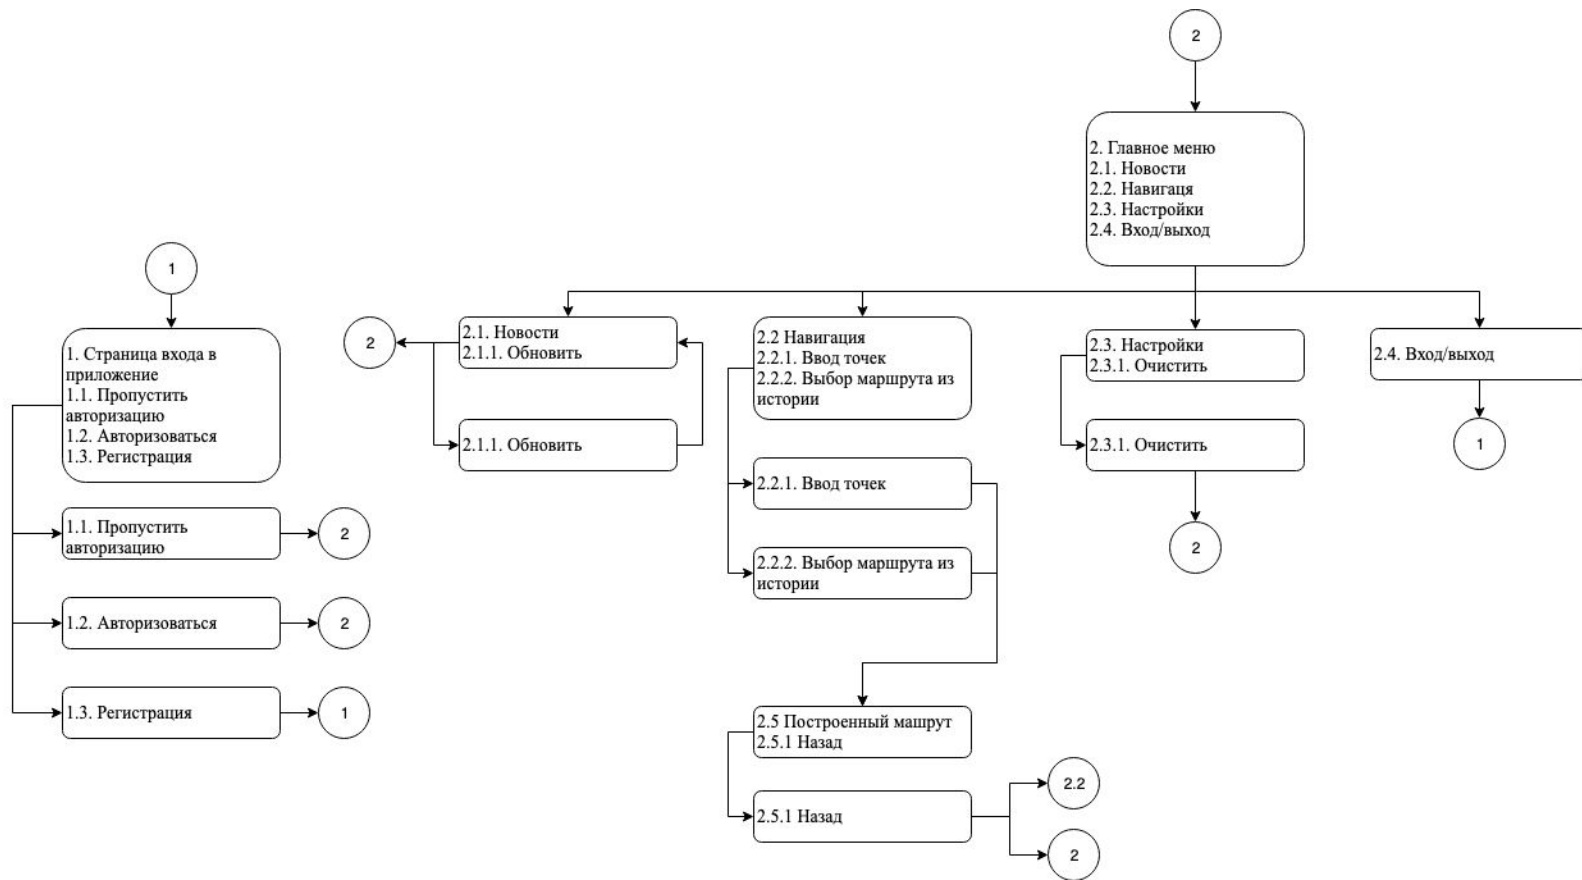 2
2. Главное меню
2.1. Новости
2.2. Навигаця
2.3. Настройки
2.4. Вход/выход
1
1. Страница входа в
приложение
1.1. Пропустить
авторизацию
1.2. Авторизоваться
1.3. Регистрация
1.1. Пропустить
авторизацию
2
1.2. Авторизоваться
2
1.3. Регистрация
1
2
2.1. Новости
2.1.1. Обновить
2.1.1. Обновить
2.2 Навигация
2.2.1. Ввод точек
2.2.2. Выбор маршрута из
истории
2.2.1. Ввод точек
2.2.2. Выбор маршрута из
истории
2.5 Построенный машрут
2.5.1 Назад
2.5.1 Назад
2.2
2
2.3. Настройки
2.3.1. Очистить
2.3.1. Очистить
2
2.4. Вход/выход
1